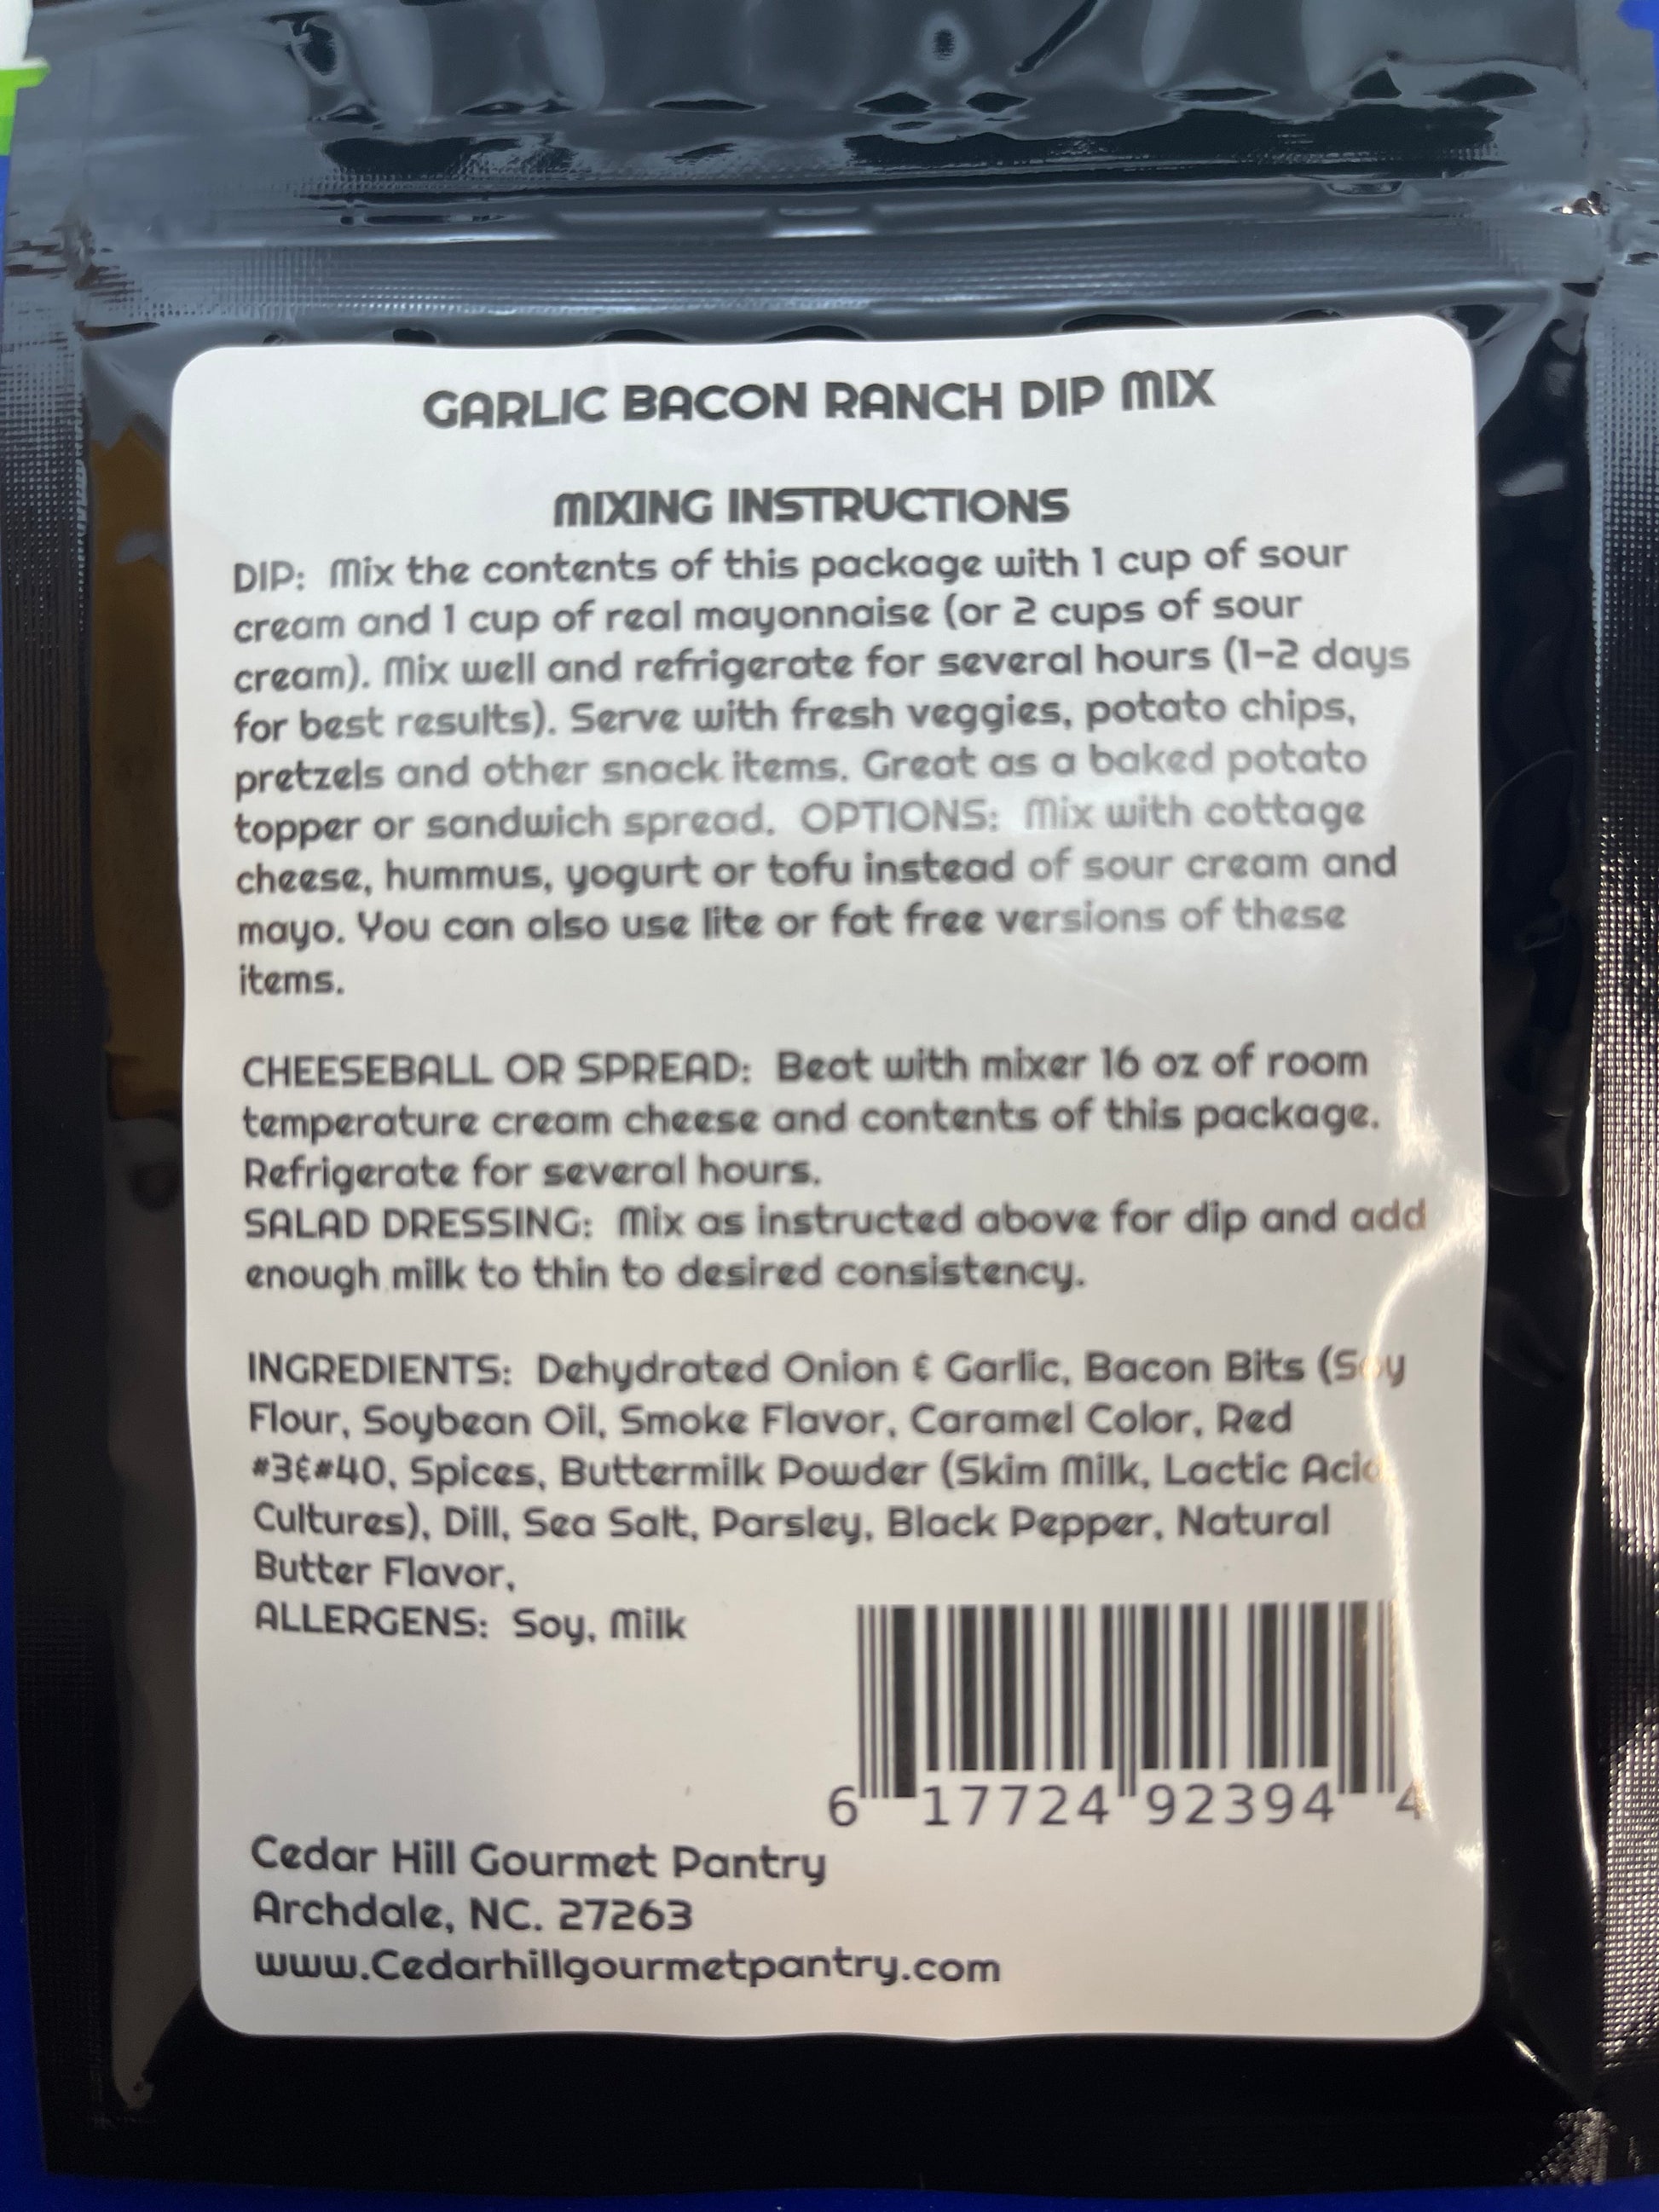 GARLIC BACON RANCH DIP MIX
MIXING INSTRUCTIONS
DIP: Mix the contents of this package with 1 cup of sour
cream and 1 cup of real mayonnaise (or 2 cups of sour
cream). Mix well and refrigerate for several hours (1-2 days
for best results). Serve with fresh veggies, potato chips,
pretzels and other snack items. Great as a baked potato
topper or sandwich spread. OPTIONS: Mix with cottage
cheese, hummus, yogurt or tofu instead of sour cream and
mayo. You can also use lite or fat free versions of these
items.
CHEESEBALL OR SPREAD: Beat with mixer 16 oz of room
temperature cream cheese and contents of this package.
Refrigerate for several hours.
SALAD DRESSING: Mix as instructed above for dip and add
enough milk to thin to desired consistency.
INGREDIENTS: Dehydrated Onion & Garlic, Bacon Bits (Soy
Flour, Soybean Oil, Smoke Flavor, Caramel Color, Red
#3&#40, Spices, Buttermilk Powder (Skim Milk, Lactic Acid
Cultures), Dill, Sea Salt, Parsley, Black Pepper, Natural
Butter Flavor,
ALLERGENS: Soy, Milk
6 17724 92394 4
Cedar Hill Gourmet Pantry
Archdale, NC. 27263
www.Cedarhillgourmetpantry.com